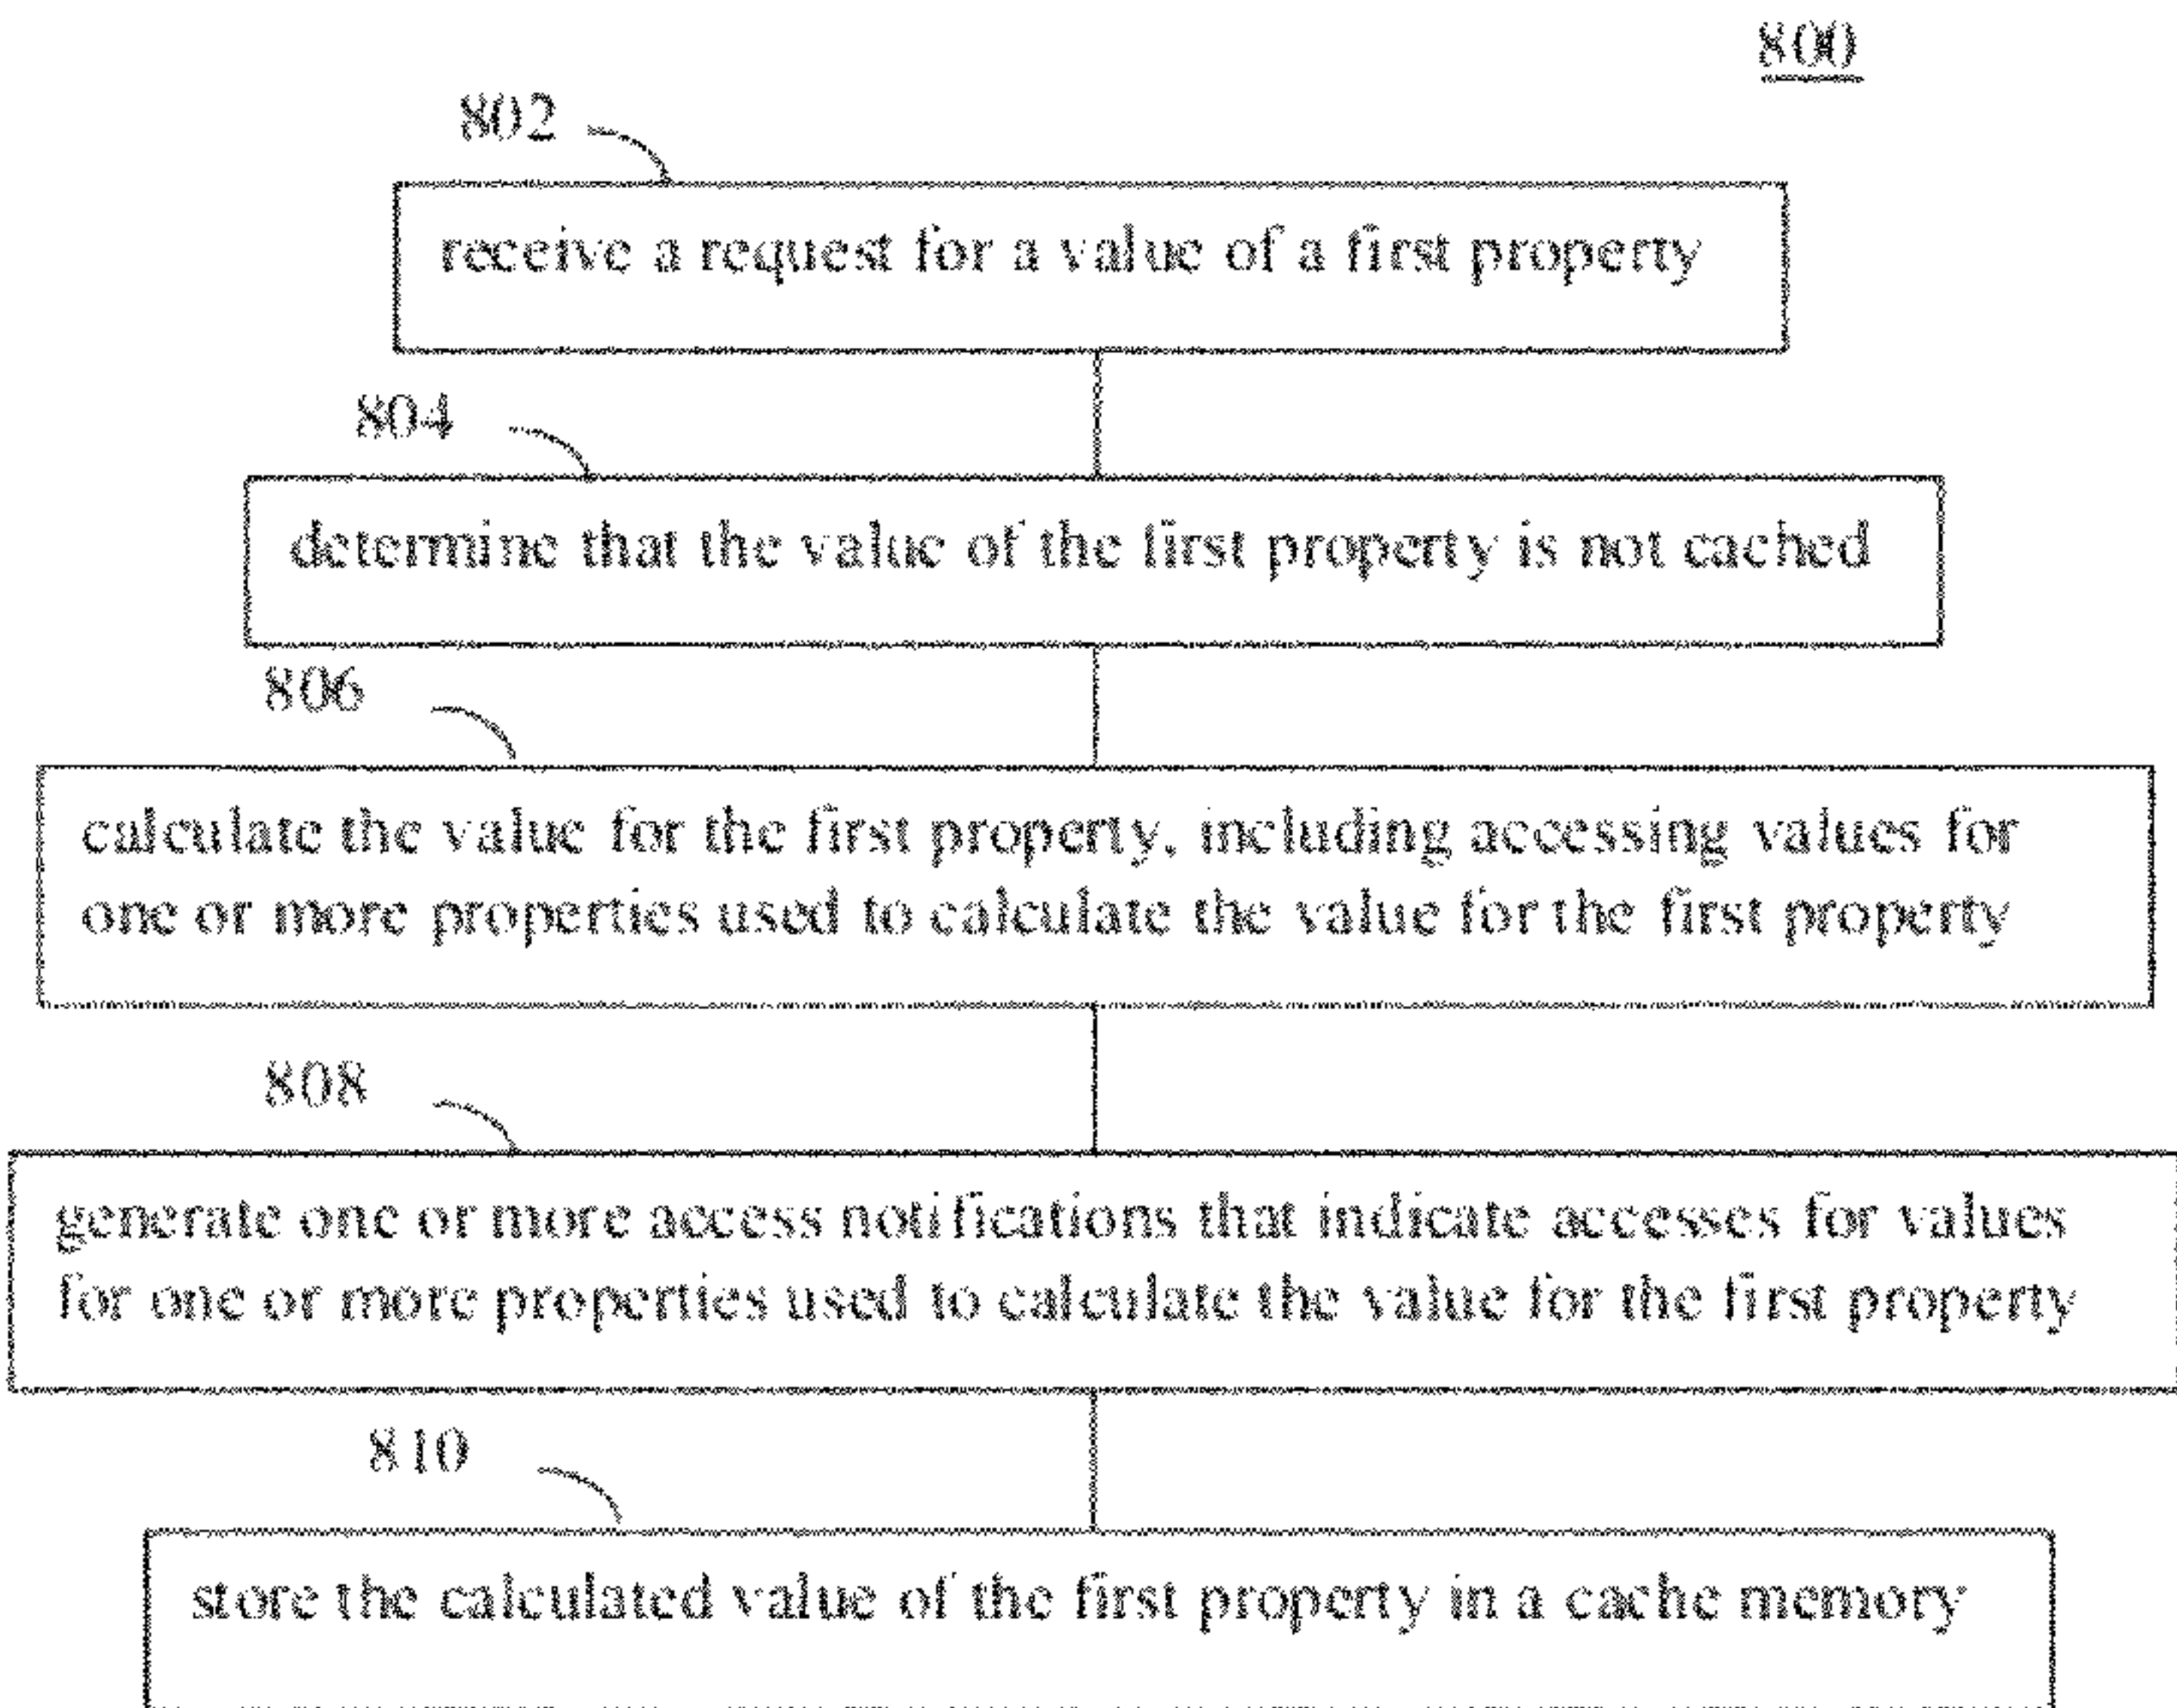 800
802
receive a request for a value of a first property
804
determine that the value of the first property is not cached
806
calculate the value for the first property, including accessing values for
one or more properties used to calculate the value for the first property
808
generate one or more access notifications that indicate accesses for values
for one or more properties used to calculate the value for the first property
810
store the calculated value of the first property in a cache memory